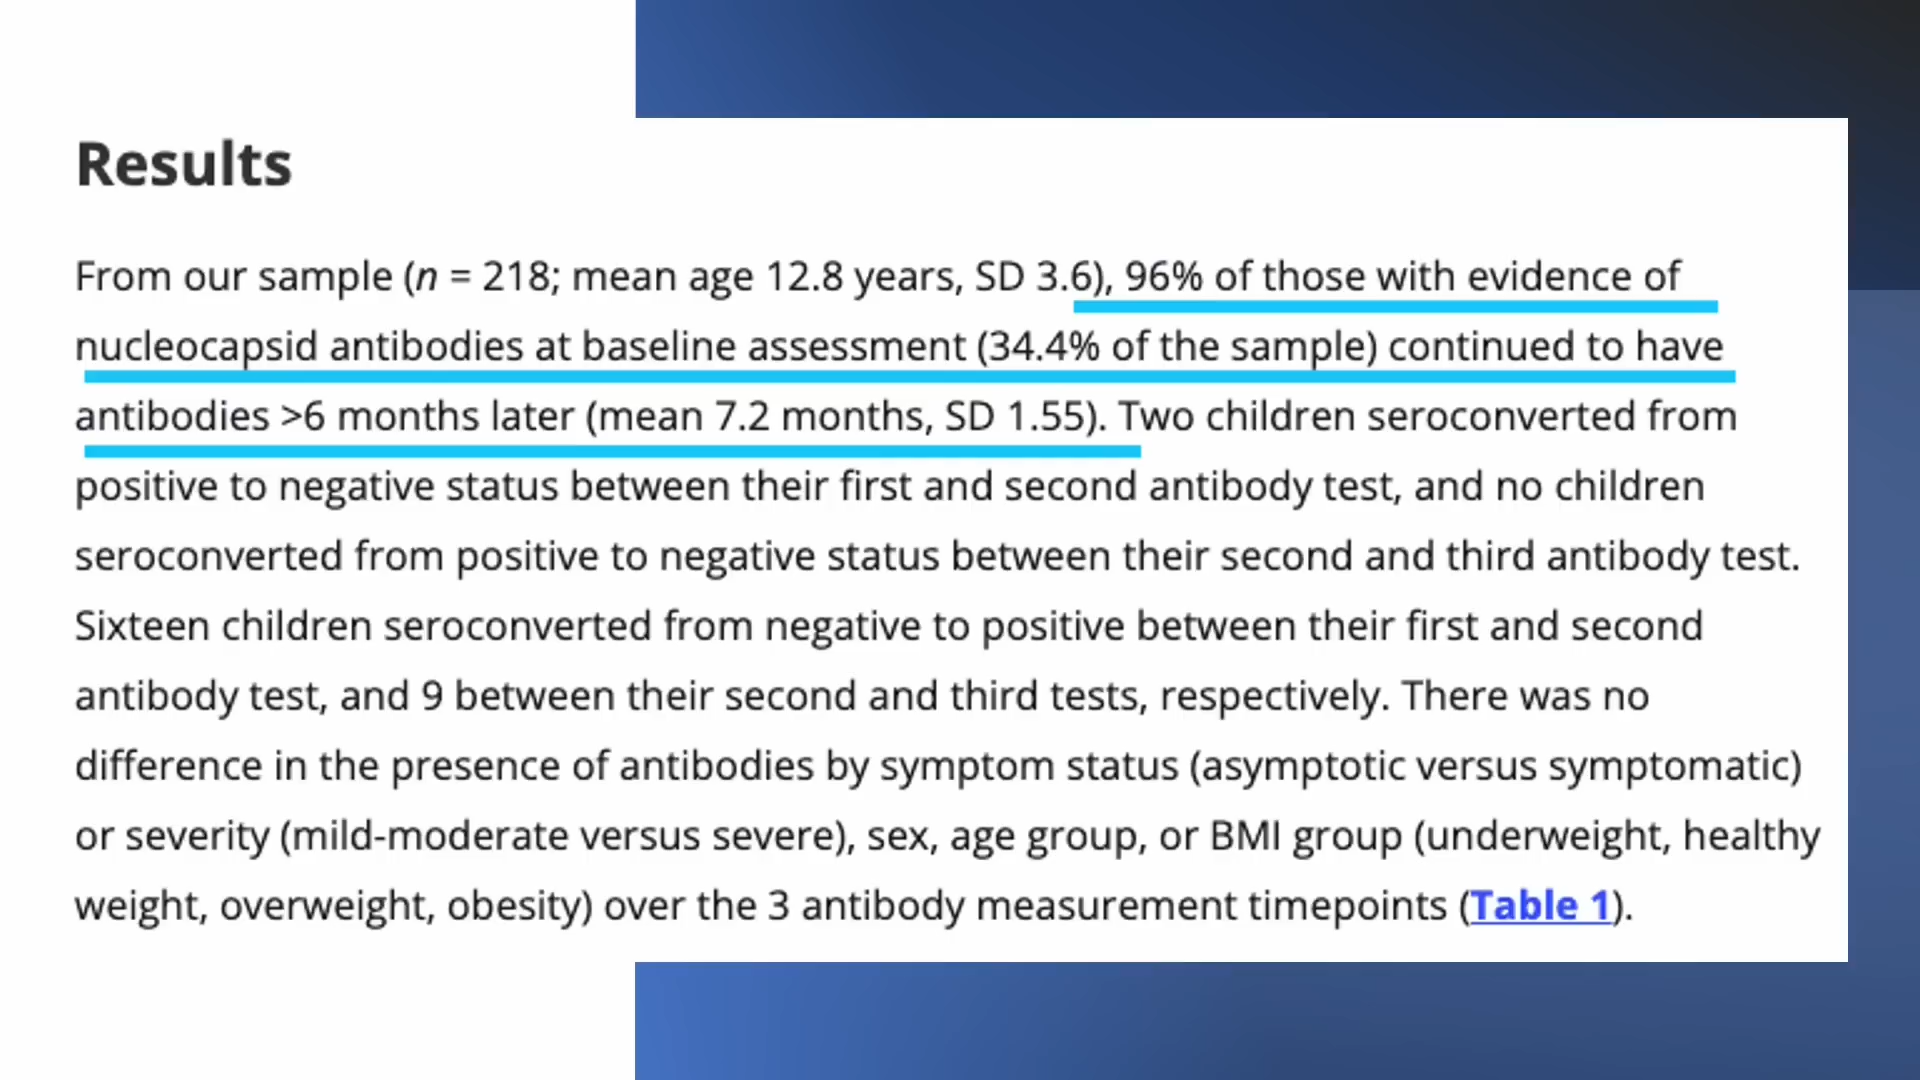 Results
From our sample (n = 218; mean age 12.8 years, SD 3.6), 96% of those with evidence of
nucleocapsid antibodies at baseline assessment (34.4% of the sample) continued to have
antibodies >6 months later (mean 7.2 months, SD 1.55). Two children seroconverted from
positive to negative status between their first and second antibody test, and no children
seroconverted from positive to negative status between their second and third antibody test.
Sixteen children seroconverted from negative to positive between their first and second
antibody test, and 9 between their second and third tests, respectively. There was no
difference in the presence of antibodies by symptom status (asymptotic versus symptomatic)
or severity (mild-moderate versus severe), sex, age group, or BMI group (underweight, healthy
weight, overweight, obesity) over the 3 antibody measurement timepoints (Table 1).